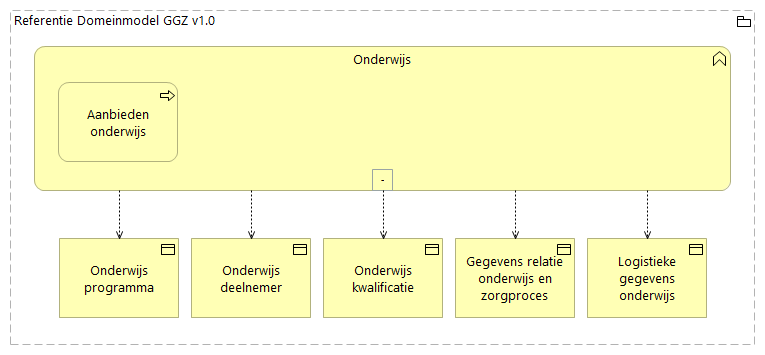 Referentie Domeinmodel GGZ v1.0
Onderwijs
Aanbieden
onderwijs
-
Onderwijs
programma
Onderwijs
deelnemer
Onderwijs
kwalificatie
Gegevens relatie
onderwijs en
zorgproces
Logistieke
gegevens
onderwijs